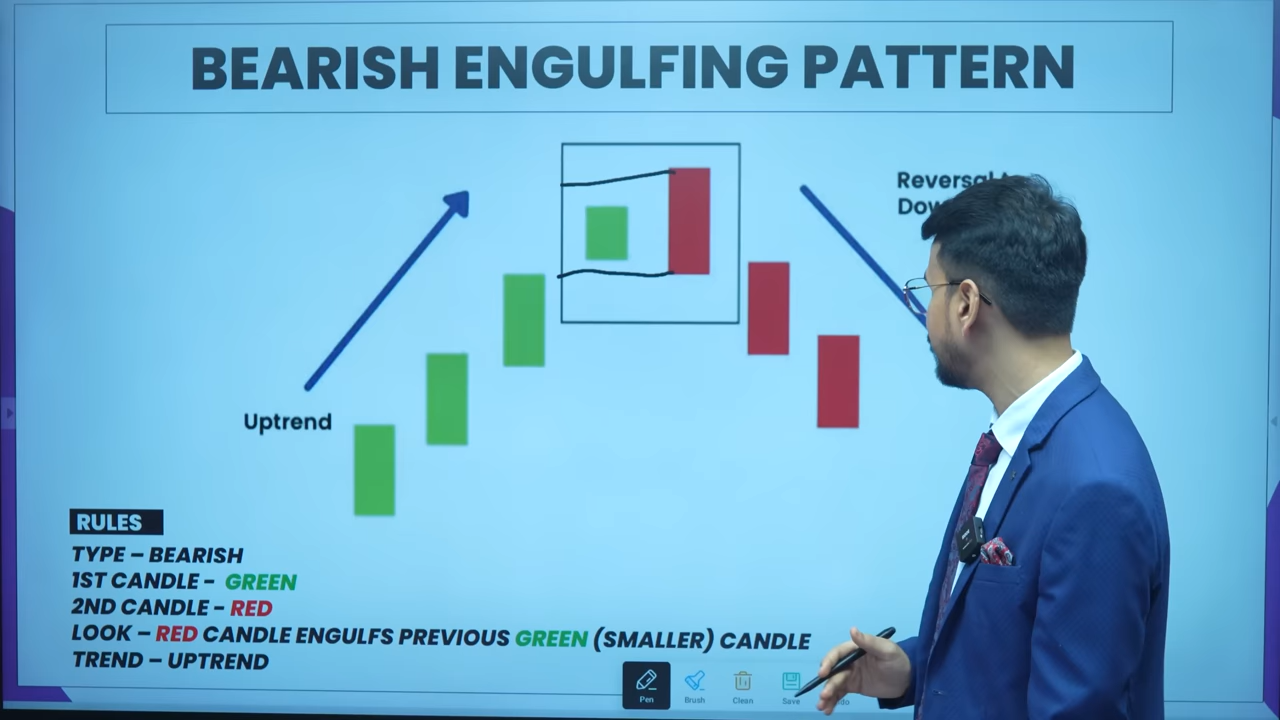 BEARISH ENGULFING PATTERN
Reversal
Uptrend
RULES
TYPE – BEARISH
1ST CANDLE - GREEN
2ND CANDLE - RED
LOOK – RED CANDLE ENGULFS PREVIOUS GREEN (SMALLER) CANDLE
TREND – UPTREND
Pen Brush Clean Save